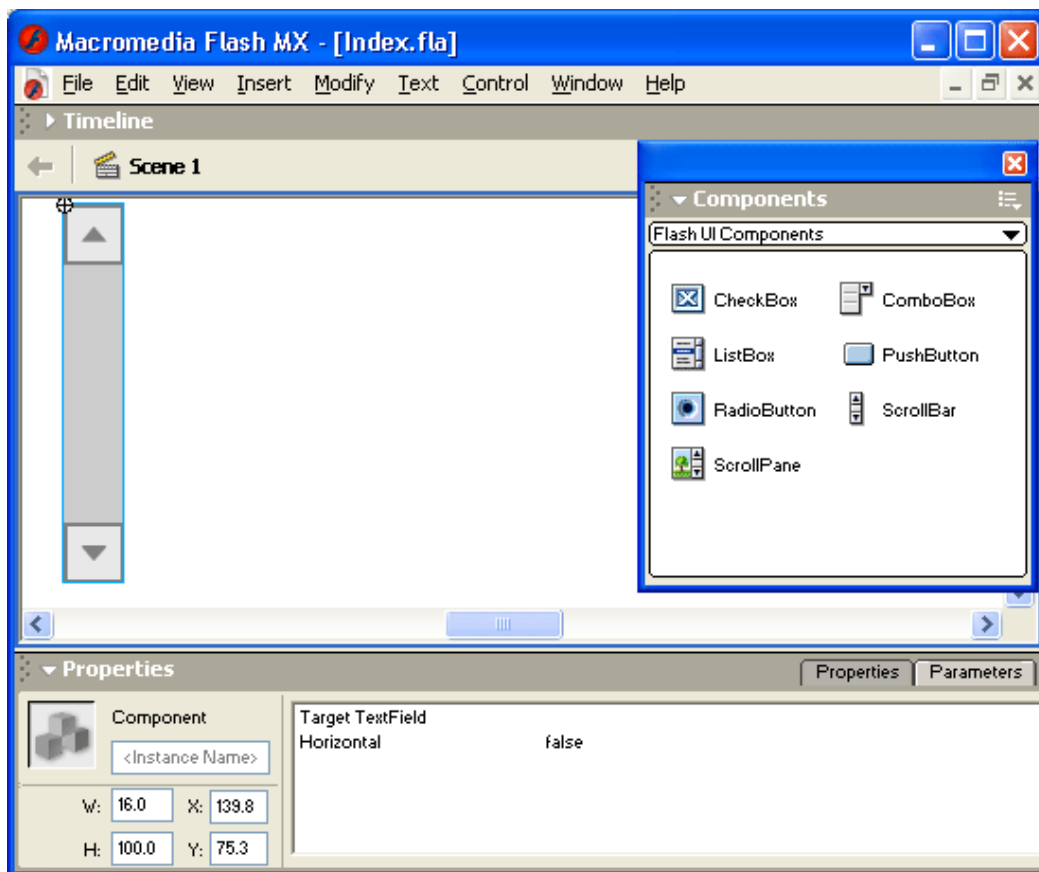 Macromedia Flash MX - [Index.fla]
File Edit View Insert Modify Text Control Window Help
Timeline
Scene 1
Components
Flash UI Components
CheckBox ComboBox
ListBox PushButton
RadioButton ScrollBar
ScrollPane
Properties Properties Parameters
Component
<Instance Name>
Target TextField
Horizontal false
W: 16.0 X: 139.8
H: 100.0 Y: 75.3